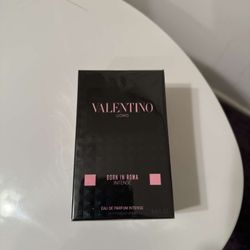 VALENTINO
UOMO
BORN IN ROMA
INTENSE
EAU DE PARFUM INTENSE